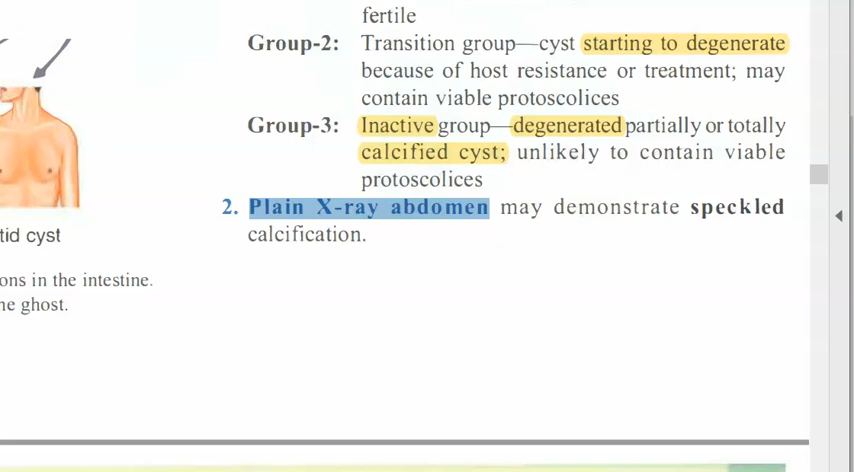 fertile
Group-2: Transition group—cyst starting to degenerate
because of host resistance or treatment; may
contain viable protoscolices
Group-3: Inactive group—degenerated partially or totally
calcified cyst; unlikely to contain viable
protoscolices
2. Plain X-ray abdomen may demonstrate speckled
calcification.
tid cyst
ons in the intestine.
ne ghost.